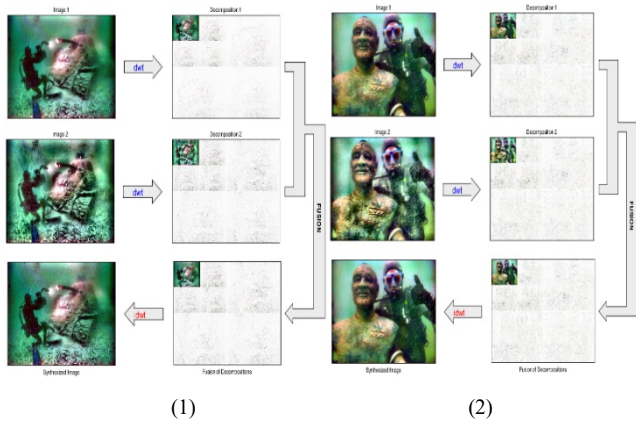 Image 1
Decomposition 1
dwt
Image 2
Decomposition 2
dwt
FUSION
dwt
Synthesized Image
Fusion of Decompositions
(1)
Image 1
Decomposition 1
dwt
Image 2
Decomposition 2
dwt
FUSION
idwt
Synthesized Image
Fusion of Decompositions
(2)